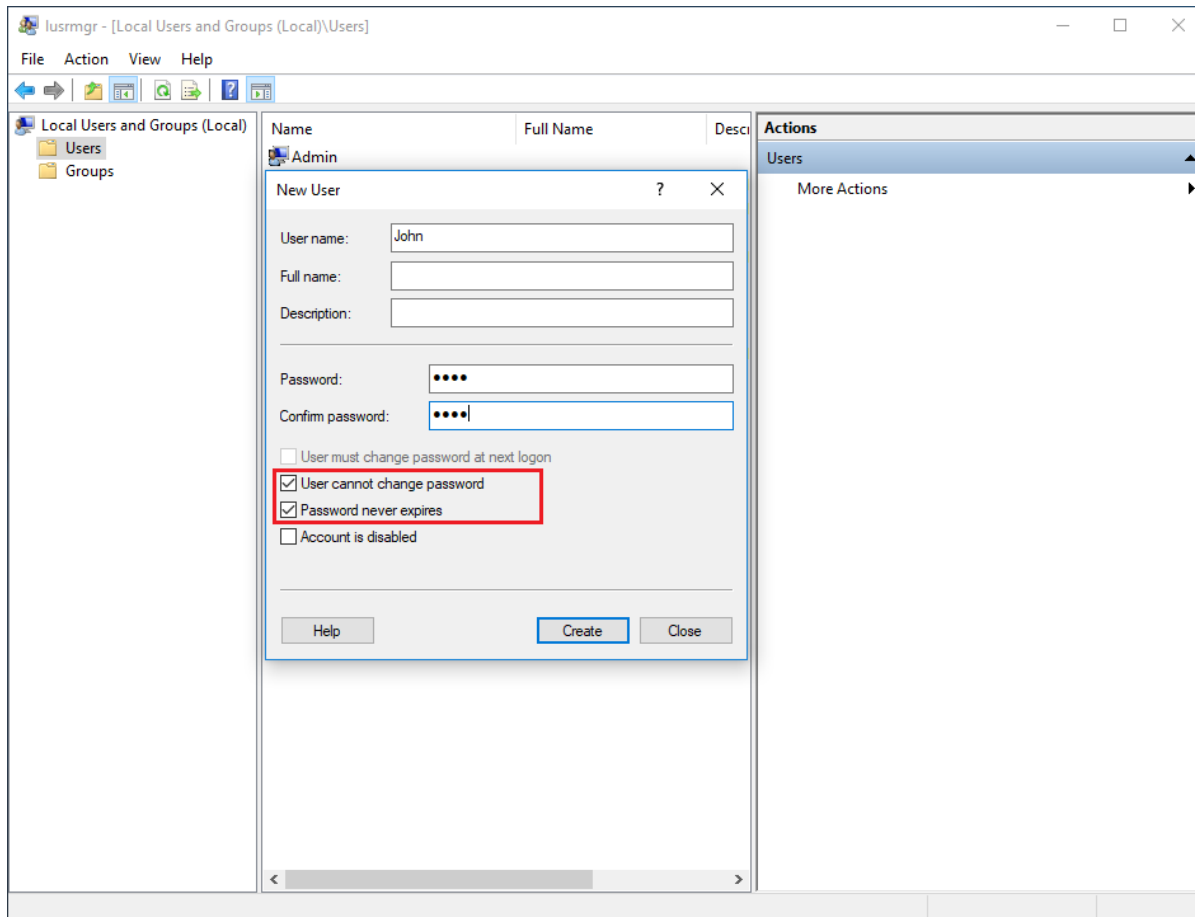 lusrmgr - [Local Users and Groups (Local)\Users]
File Action View Help
Local Users and Groups (Local)
Users
Groups
Name Full Name Descr
Admin
New User ?
User name: John
Full name:
Description:
Password: ••••
Confirm password: ••••
User must change password at next logon
User cannot change password
Password never expires
Account is disabled
Help Create Close
Actions
Users
More Actions